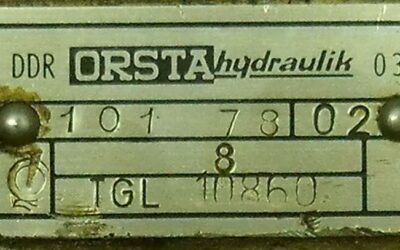 DDR ORSTA hydraulik 03
101 78 02
8
TGL 10860